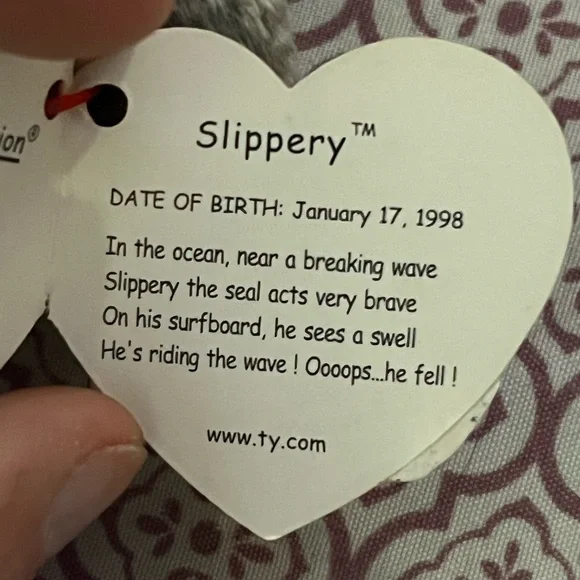 ion®
Slippery™
DATE OF BIRTH: January 17, 1998
In the ocean, near a breaking wave
Slippery the seal acts very brave
On his surfboard, he sees a swell
He's riding the wave ! Oooops...he fell !
www.ty.com